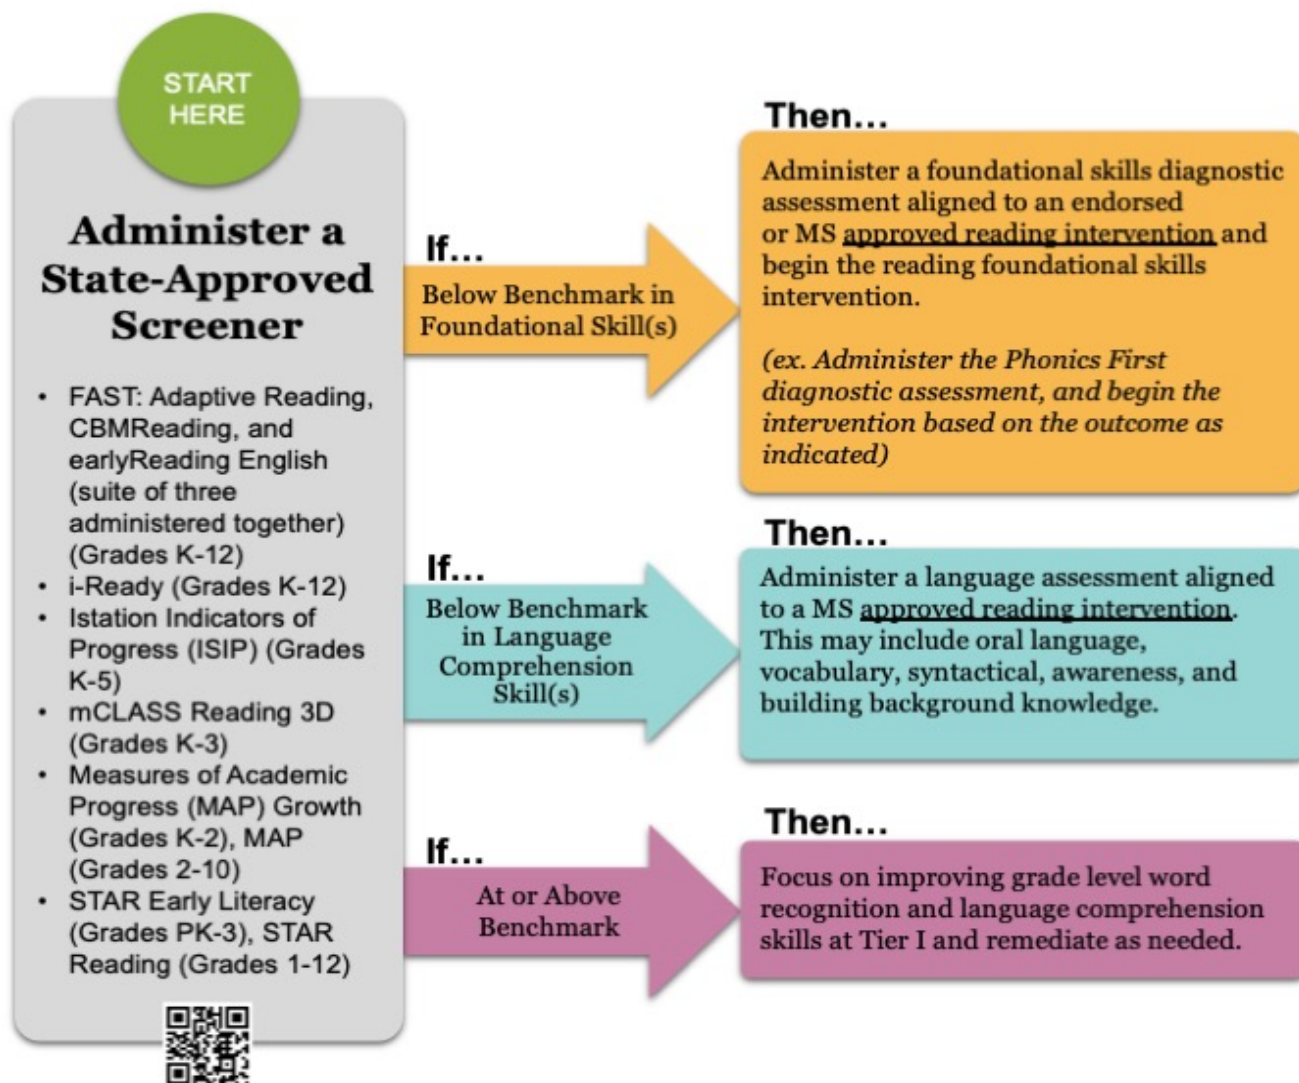 START
HERE
Administer a
State-Approved
Screener
• FAST: Adaptive Reading,
CBMReading, and
earlyReading English
(suite of three
administered together)
(Grades K-12)
• i-Ready (Grades K-12)
• Istation Indicators of
Progress (ISIP) (Grades
K-5)
• mCLASS Reading 3D
(Grades K-3)
• Measures of Academic
Progress (MAP) Growth
(Grades K-2), MAP
(Grades 2-10)
• STAR Early Literacy
(Grades PK-3), STAR
Reading (Grades 1-12)
If...
Below Benchmark in
Foundational Skill(s)
Then...
Administer a foundational skills diagnostic
assessment aligned to an endorsed
or MS approved reading intervention and
begin the reading foundational skills
intervention.
(ex. Administer the Phonics First
diagnostic assessment, and begin the
intervention based on the outcome as
indicated)
If...
Below Benchmark
in Language
Comprehension
Skill(s)
Then...
Administer a language assessment aligned
to a MS approved reading intervention.
This may include oral language,
vocabulary, syntactical, awareness, and
building background knowledge.
If...
At or Above
Benchmark
Then...
Focus on improving grade level word
recognition and language comprehension
skills at Tier I and remediate as needed.